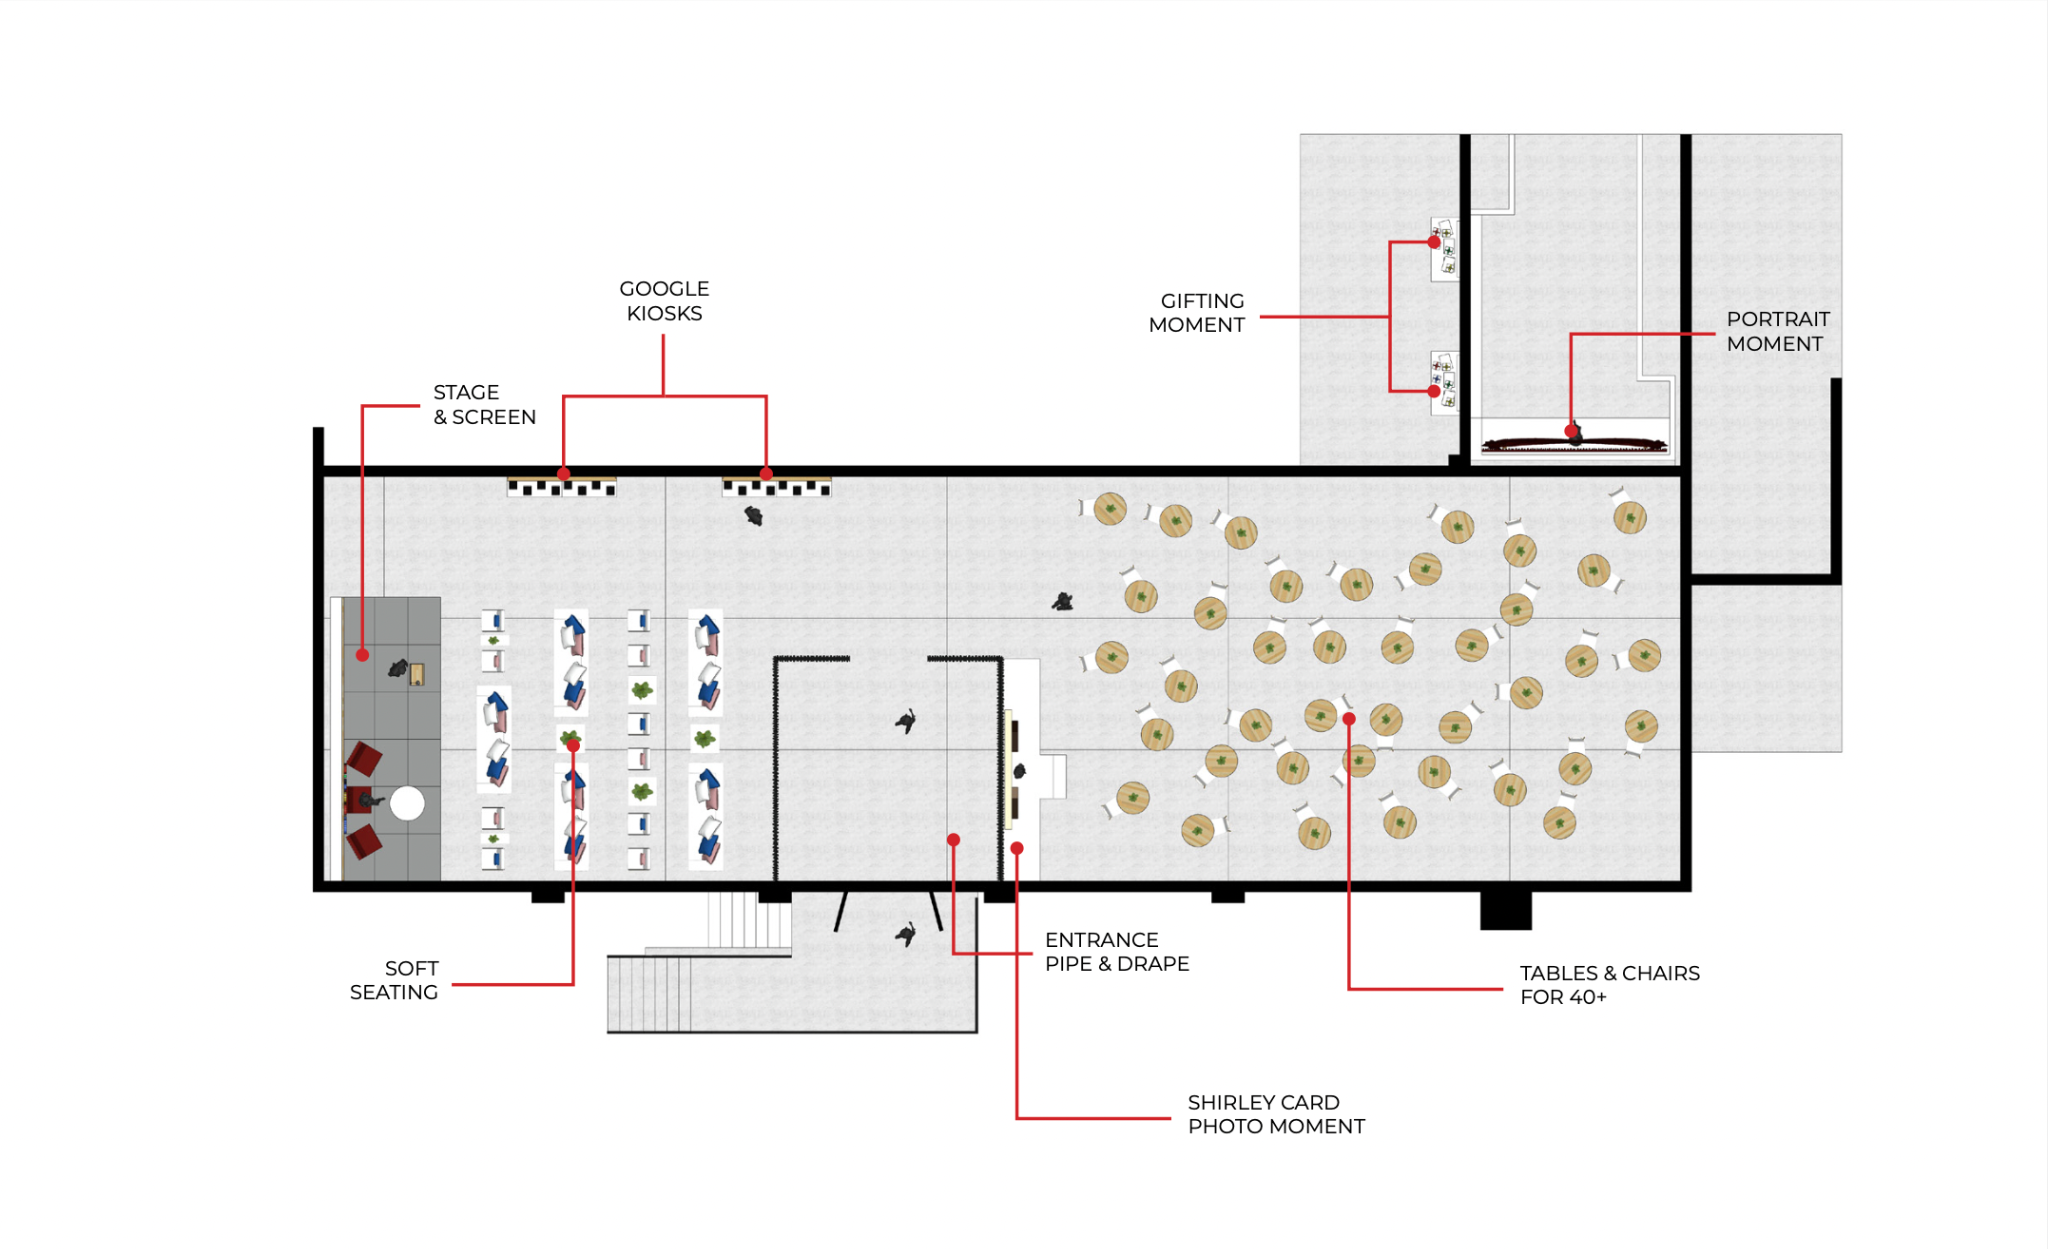 GOOGLE
KIOSKS
STAGE
& SCREEN
GIFTING
MOMENT
PORTRAIT
MOMENT
SOFT
SEATING
ENTRANCE
PIPE & DRAPE
TABLES & CHAIRS
FOR 40+
SHIRLEY CARD
PHOTO MOMENT